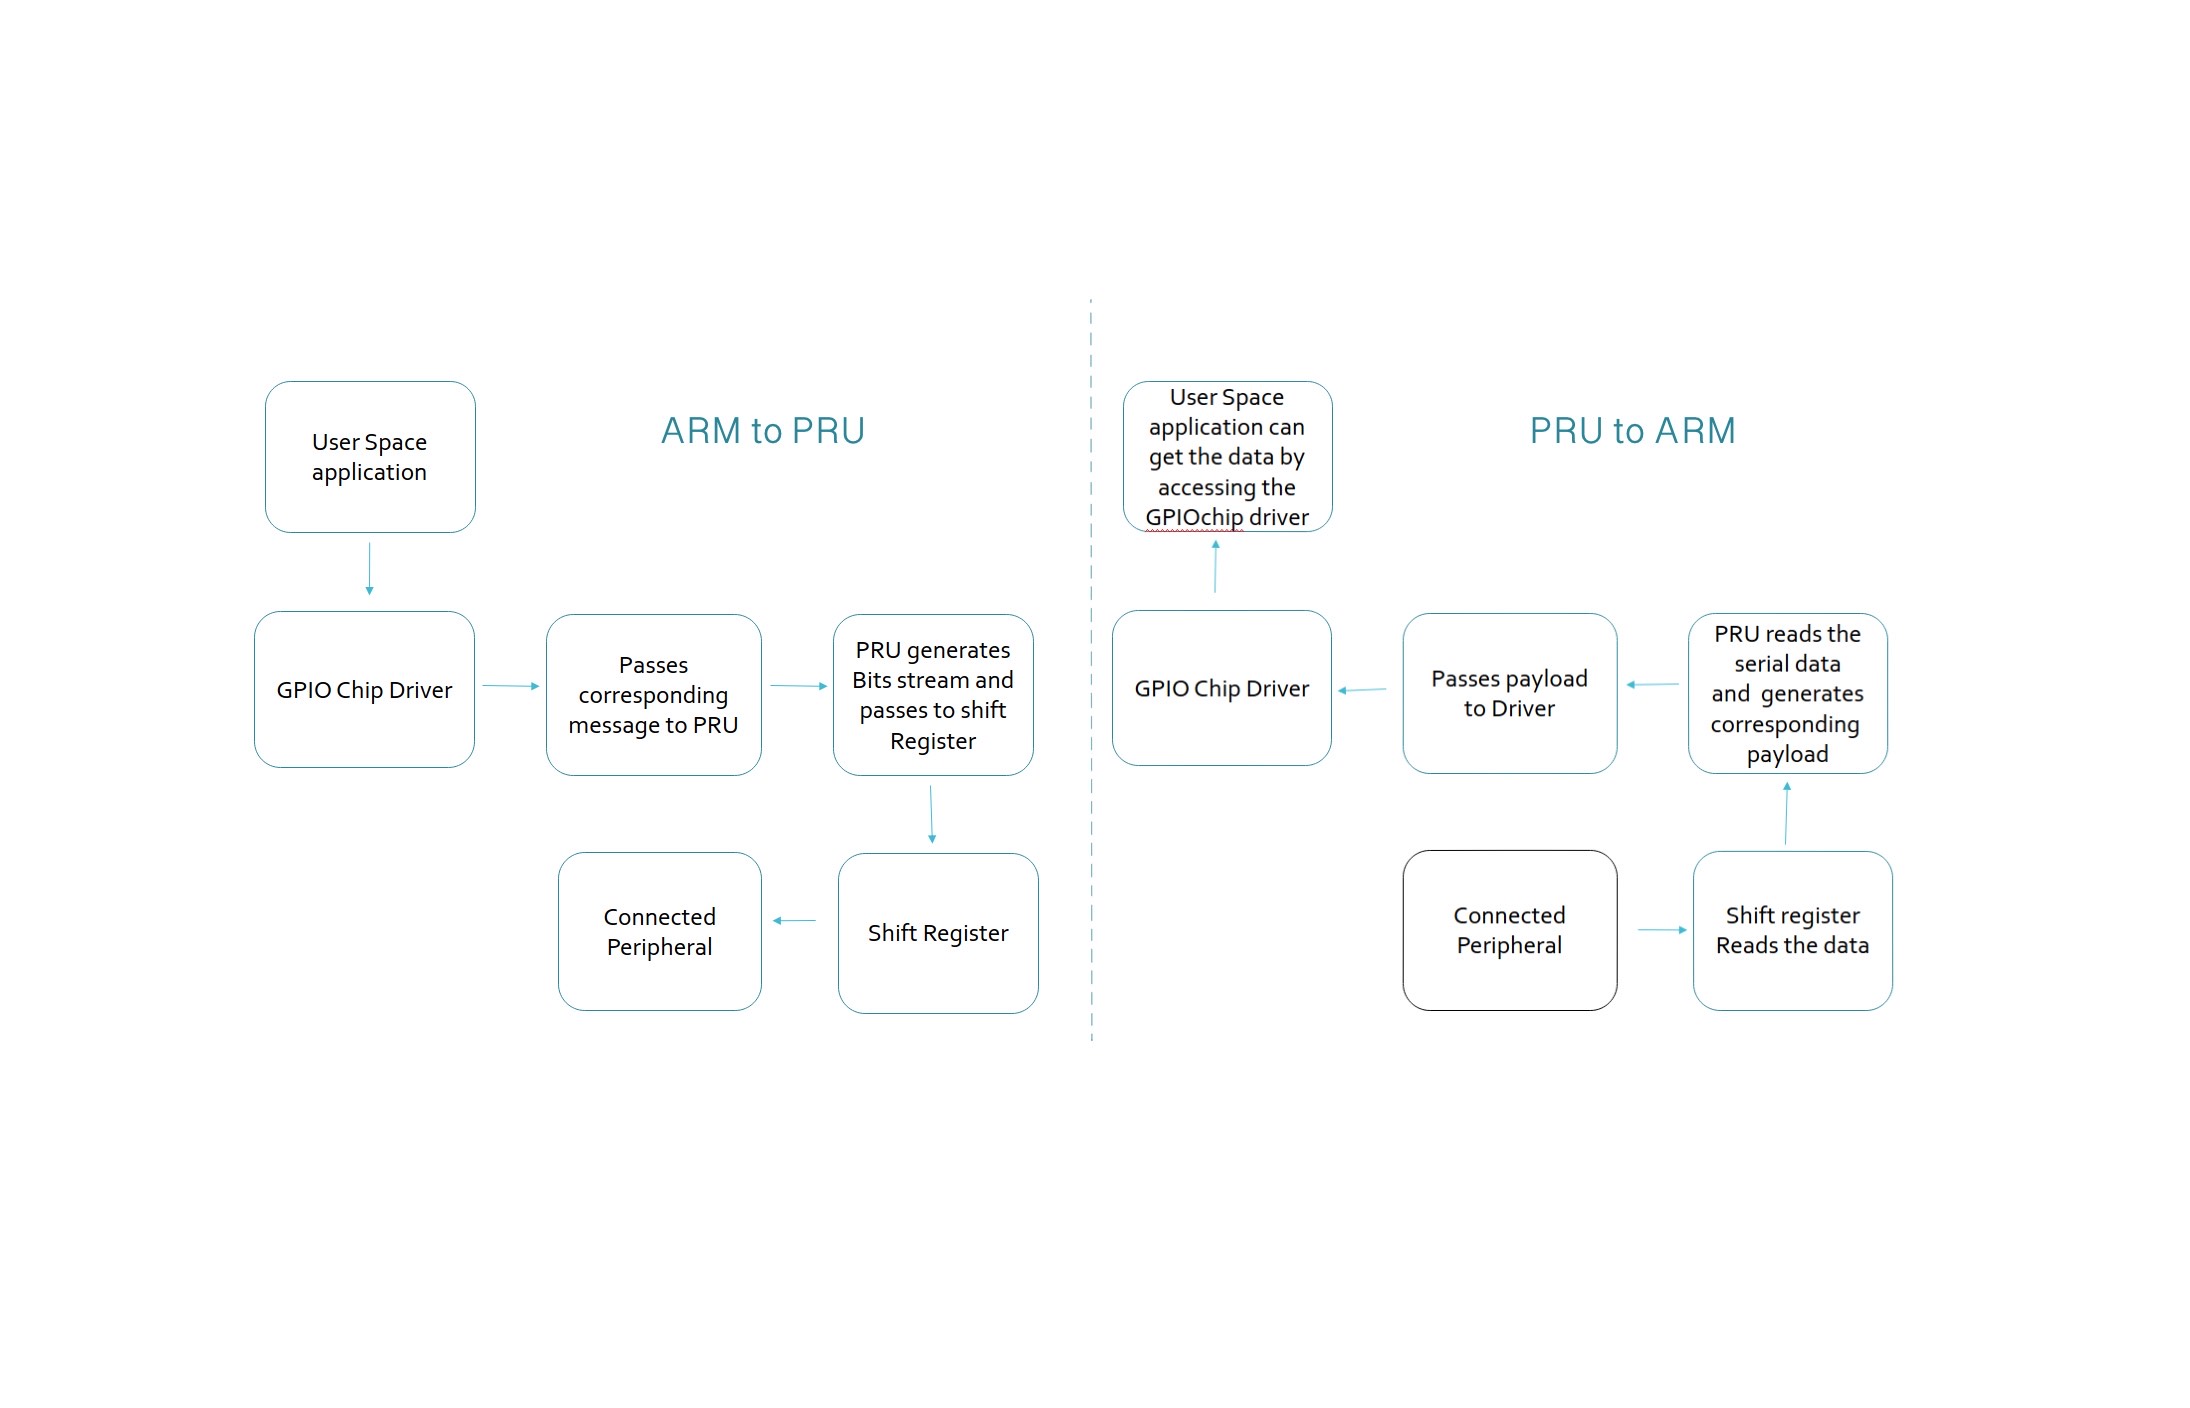 ARM to PRU
User Space
application
GPIO Chip Driver
Passes
corresponding
message to PRU
PRU generates
Bits stream and
passes to shift
Register
Connected
Peripheral
Shift Register
PRU to ARM
User Space
application can
get the data by
accessing the
GPIOchip driver
GPIO Chip Driver
Passes payload
to Driver
PRU reads the
serial data
and  generates
corresponding
payload
Connected
Peripheral
Shift register
Reads the data